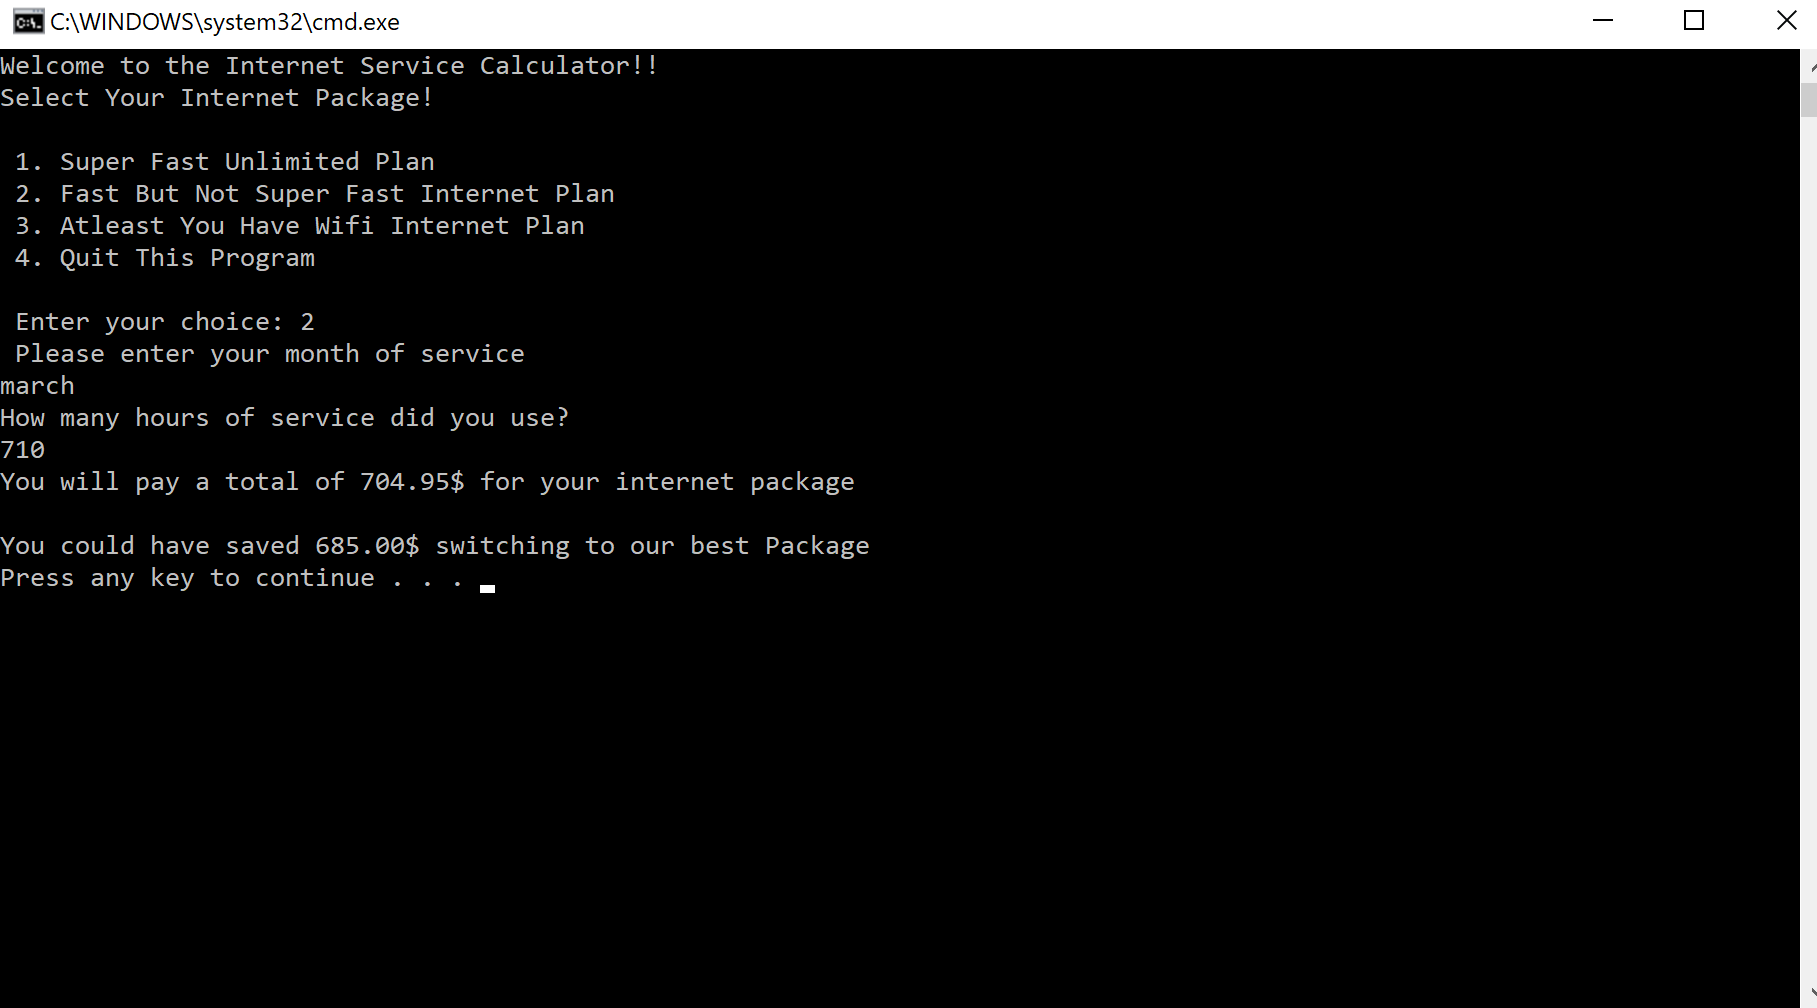 C:\WINDOWS\system32\cmd.exe
Welcome to the Internet Service Calculator!!
Select Your Internet Package!
1. Super Fast Unlimited Plan
2. Fast But Not Super Fast Internet Plan
3. Atleast You Have Wifi Internet Plan
4. Quit This Program
Enter your choice: 2
Please enter your month of service
march
How many hours of service did you use?
710
You will pay a total of 704.95$ for your internet package
You could have saved 685.00$ switching to our best Package
Press any key to continue . . .